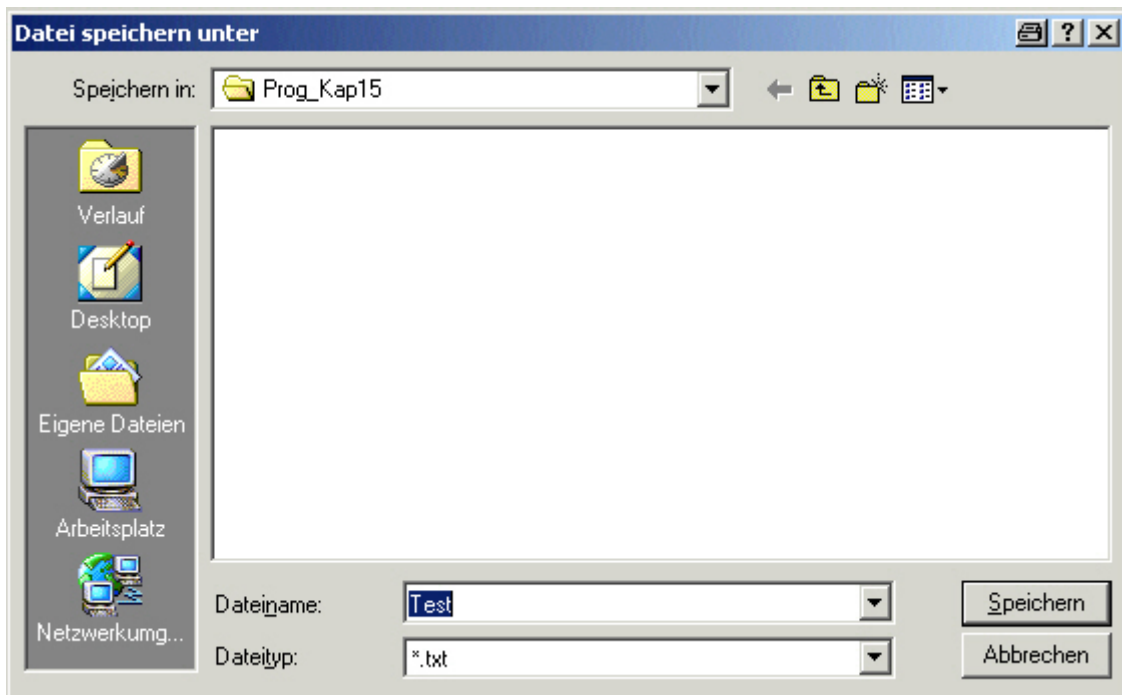 Datei speichern unter
Speichern in: Prog_Kap15
Verlauf
Desktop
Eigene Dateien
Arbeitsplatz
Netzwerkumg...
Dateiname: Test
Speichern
Dateityp: *.txt
Abbrechen